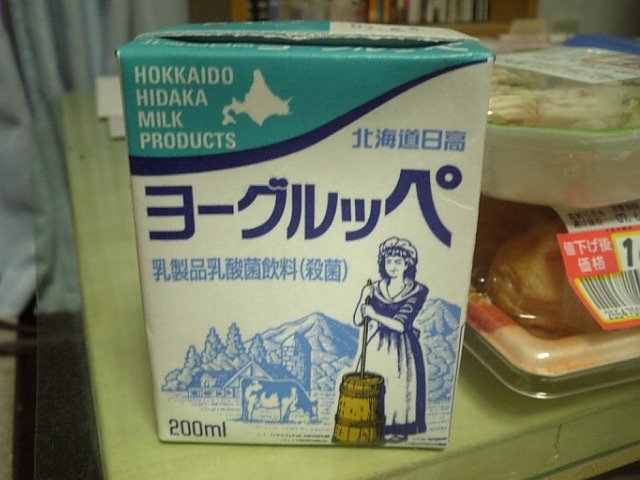 HOKKAIDO
HIDAKA
MILK
PRODUCTS
北海道日高
ヨーグルッペ
乳製品乳酸菌飲料(殺菌)
200ml
値下げ後
価格